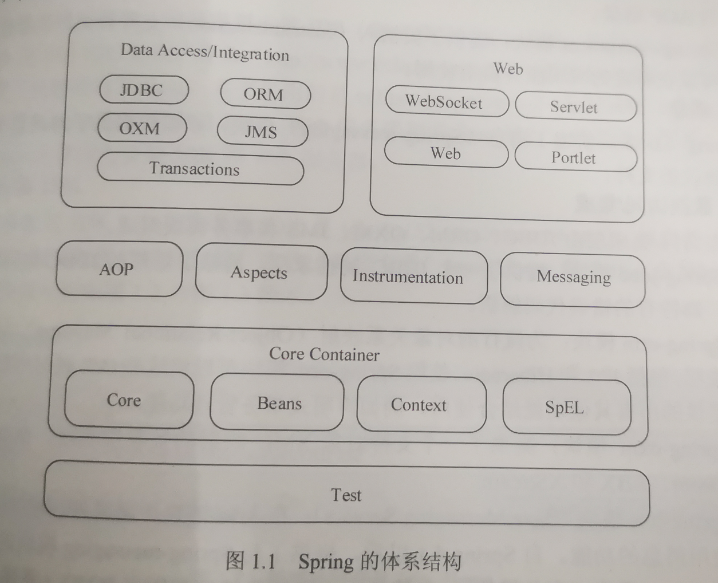 Data Access/Integration
JDBC ORM
OXM JMS
Transactions
Web
WebSocket Servlet
Web Portlet
AOP Aspects Instrumentation Messaging
Core Container
Core Beans Context SpEL
Test
图 1.1 Spring 的体系结构